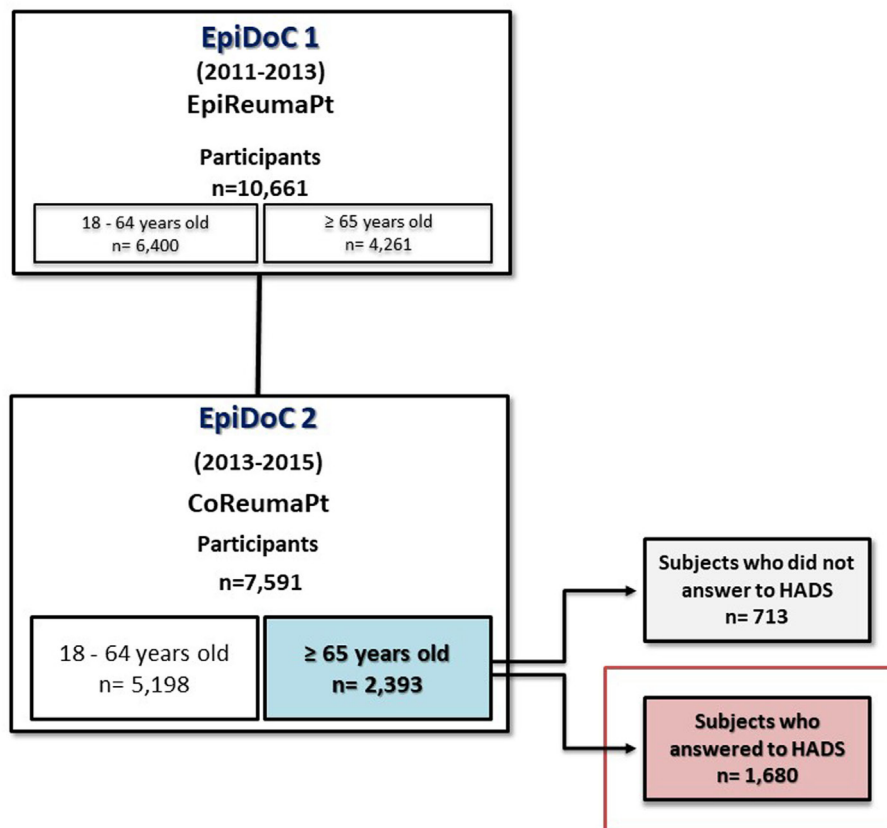 EpiDoC 1
(2011-2013)
EpiReumaPt
Participants
n=10,661
18 - 64 years old
n= 6,400
≥ 65 years old
n= 4,261
EpiDoC 2
(2013-2015)
CoReumaPt
Participants
n=7,591
18 - 64 years old
n= 5,198
≥ 65 years old
n= 2,393
Subjects who did not
answer to HADS
n= 713
Subjects who
answered to HADS
n= 1,680